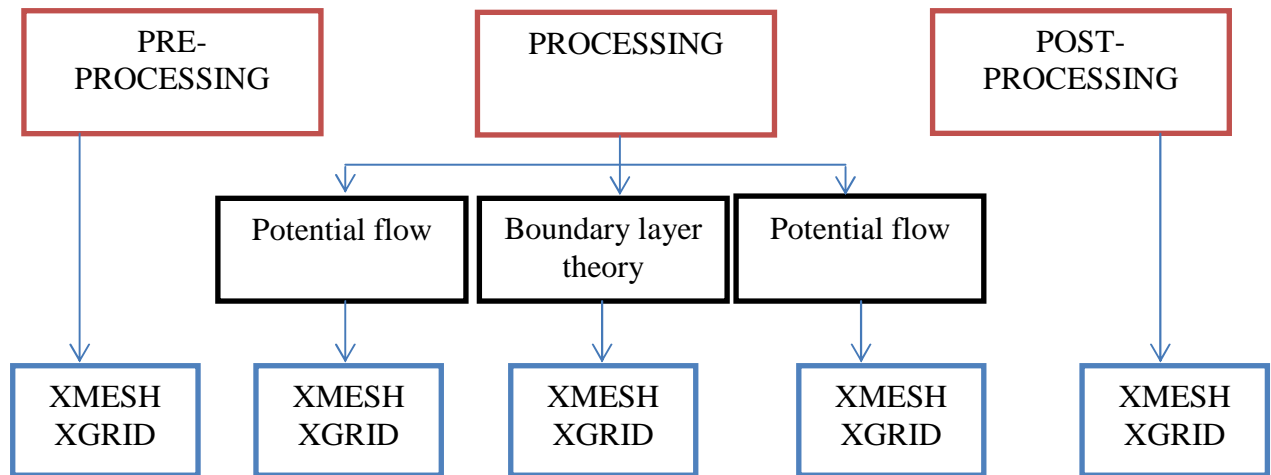 PRE-
PROCESSING
PROCESSING
POST-
PROCESSING
Potential flow
Boundary layer
theory
Potential flow
XMESH
XGRID
XMESH
XGRID
XMESH
XGRID
XMESH
XGRID
XMESH
XGRID